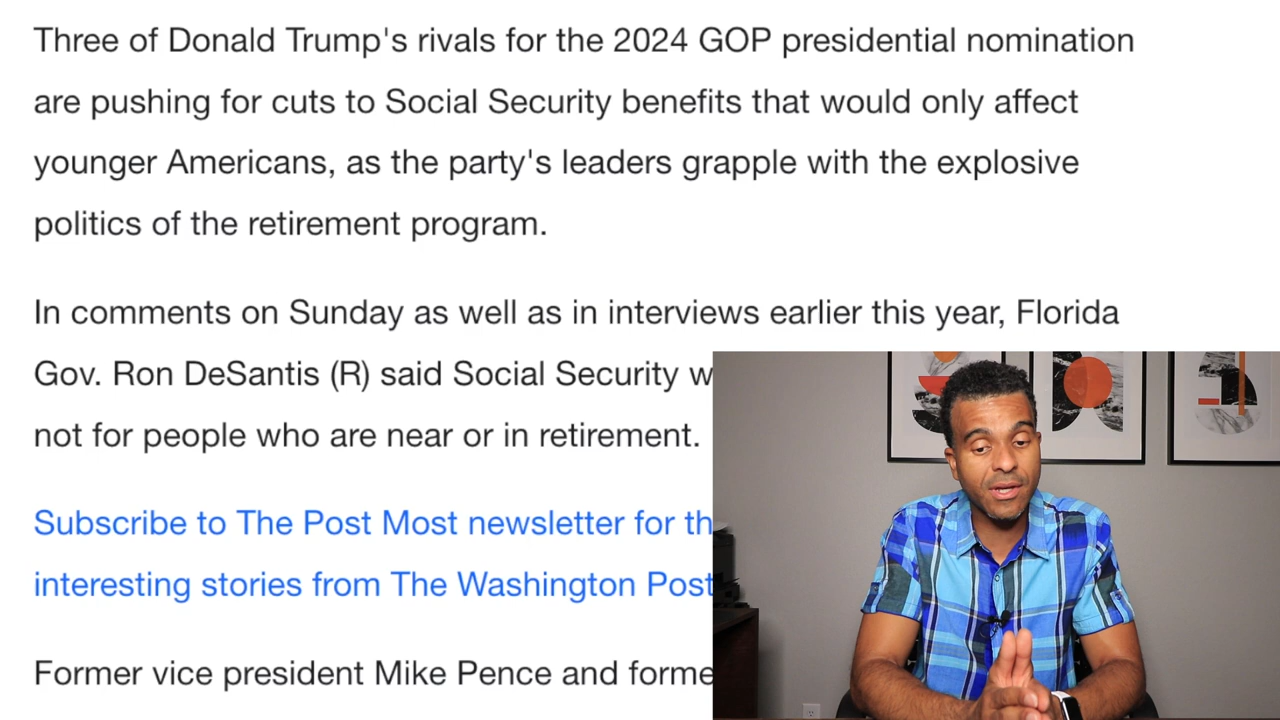 Three of Donald Trump's rivals for the 2024 GOP presidential nomination
are pushing for cuts to Social Security benefits that would only affect
younger Americans, as the party's leaders grapple with the explosive
politics of the retirement program.
In comments on Sunday as well as in interviews earlier this year, Florida
Gov. Ron DeSantis (R) said Social Security
not for people who are near or in retirement.
Subscribe to The Post Most newsletter for
interesting stories from The Washington Post
Former vice president Mike Pence and